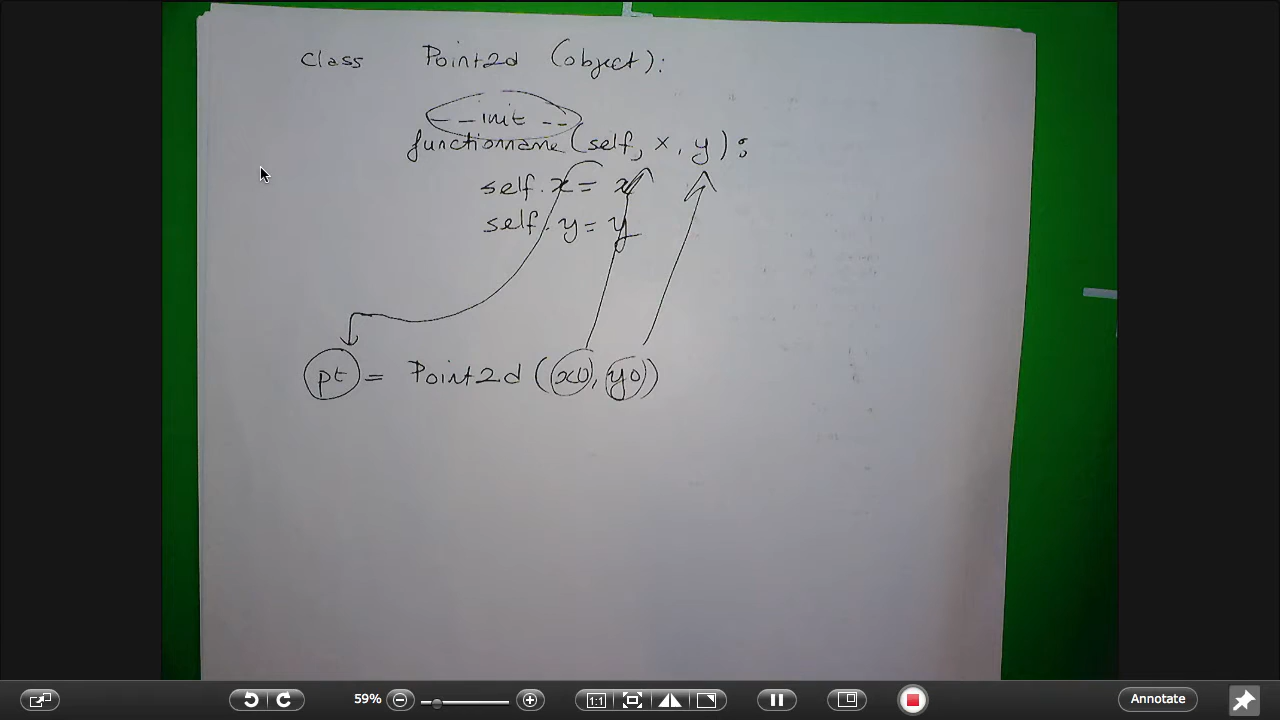 class Point2d (object):
__init__
functionname (self, x, y):
self.x = x
self.y = y
pt = Point2d (x0, y0)
59%
1:1
Annotate